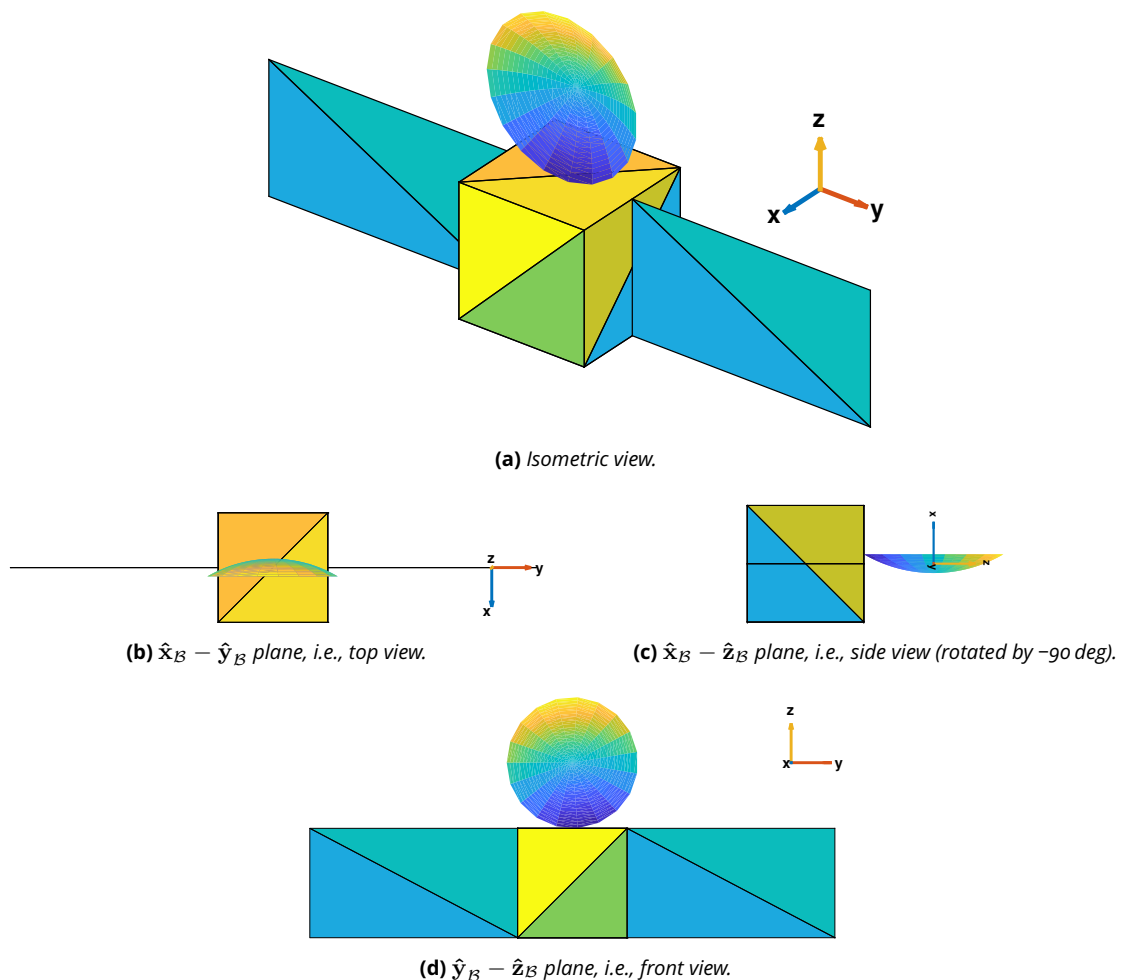 z
x
y
(a) Isometric view.
z
y
x
x
y
z
(b) x̂_ℬ − ŷ_ℬ plane, i.e., top view.
(c) x̂_ℬ − ẑ_ℬ plane, i.e., side view (rotated by −90 deg).
z
x
y
(d) ŷ_ℬ − ẑ_ℬ plane, i.e., front view.